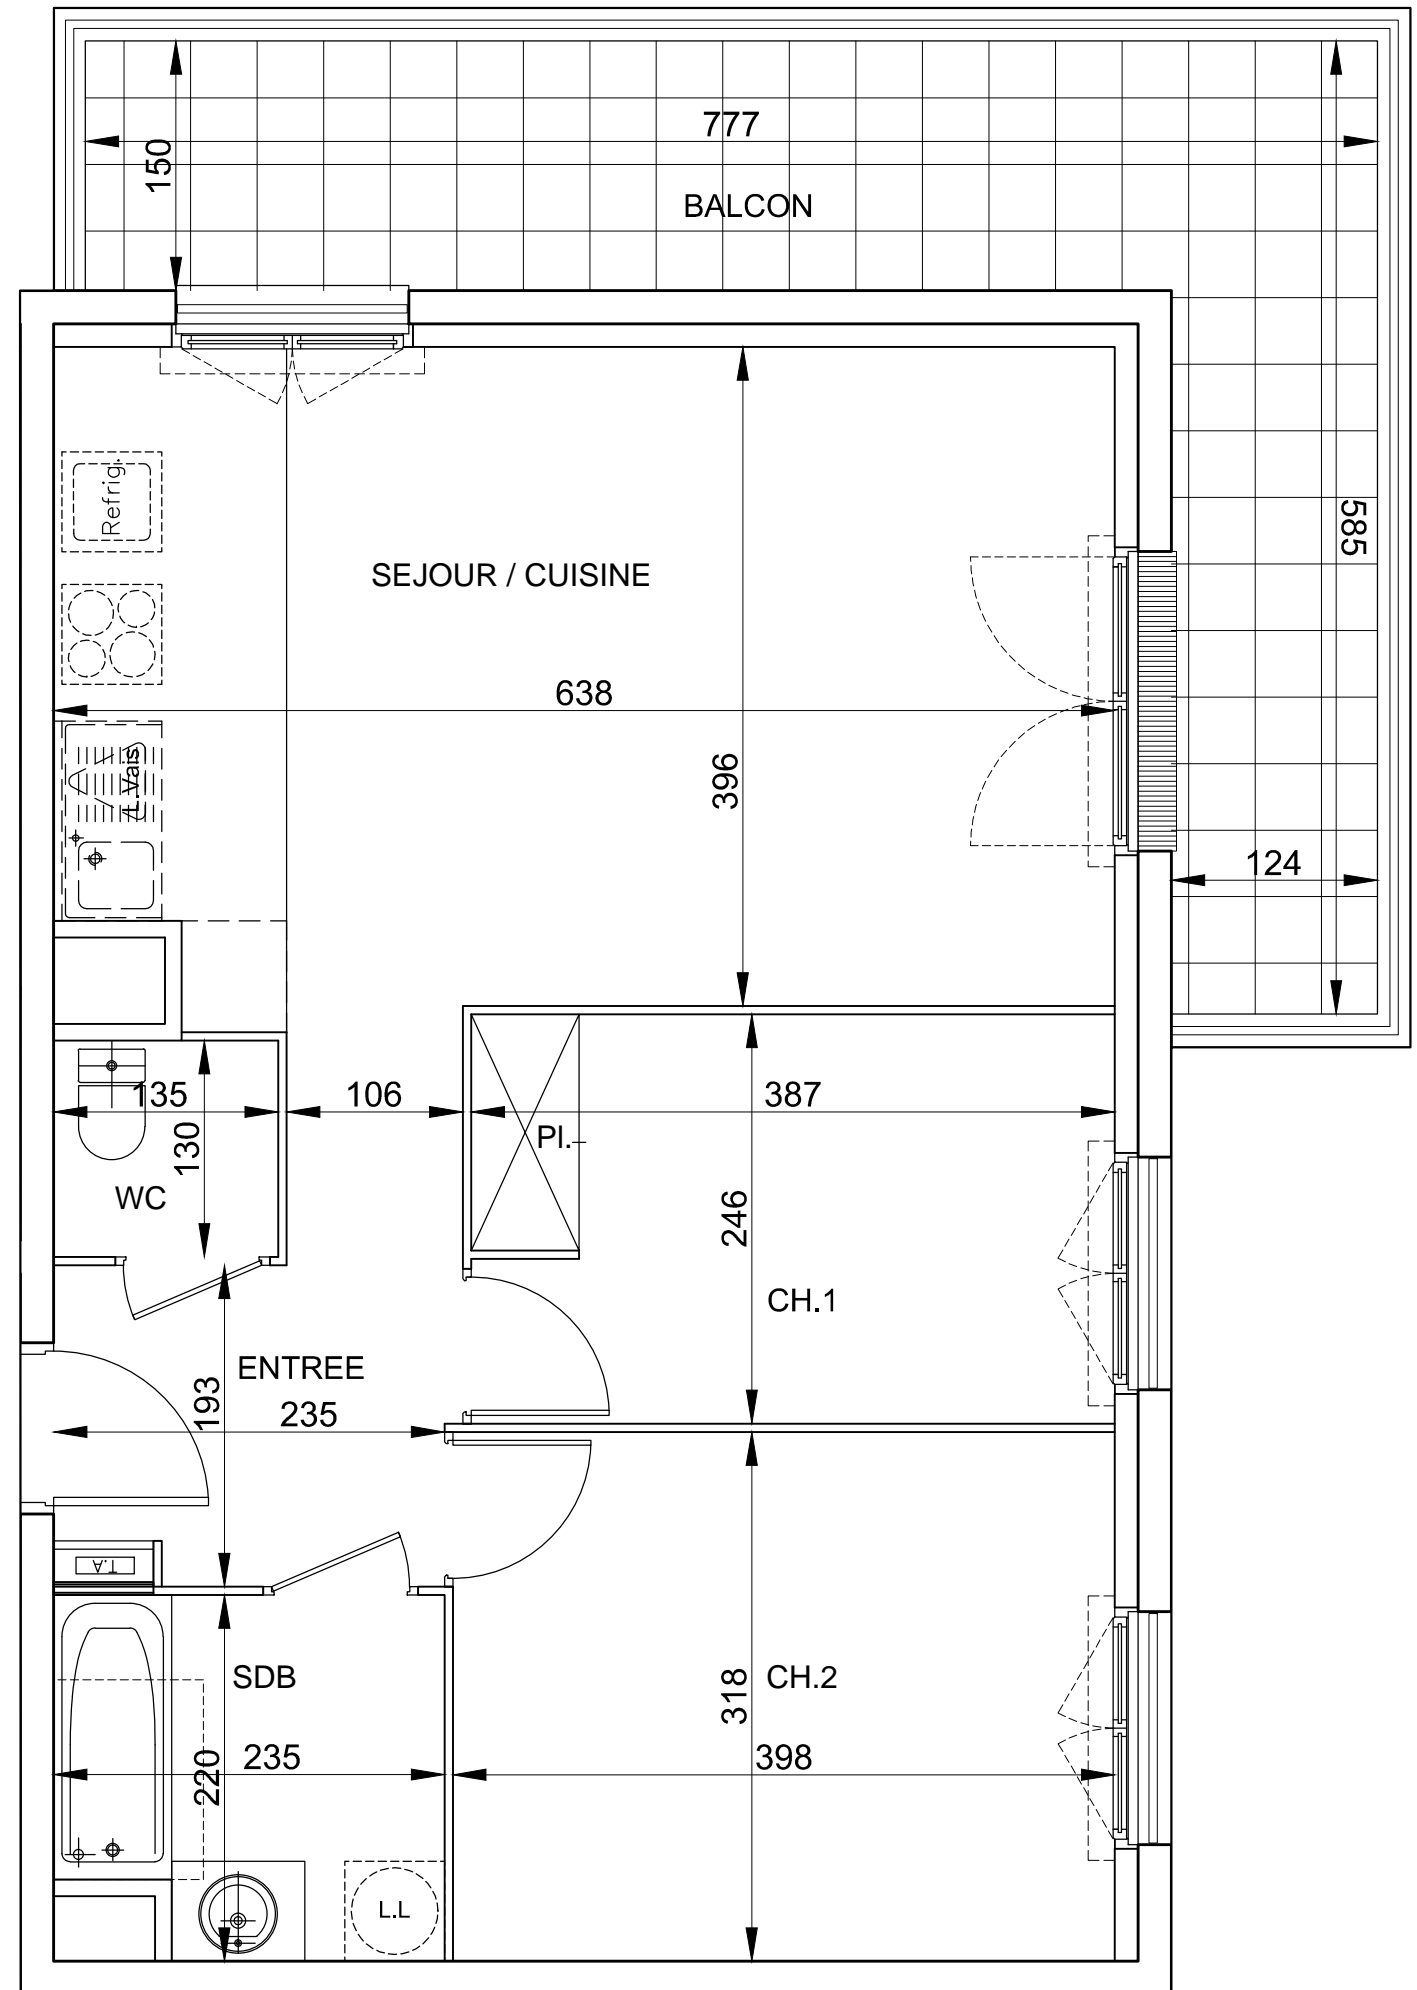 777
150
BALCON
Refrig.
585
SEJOUR / CUISINE
638
L.Vais
396
124
135
106
387
130
Pl.
WC
246
CH.1
ENTREE
193
235
T.A
SDB
318
CH.2
220
235
398
L.L